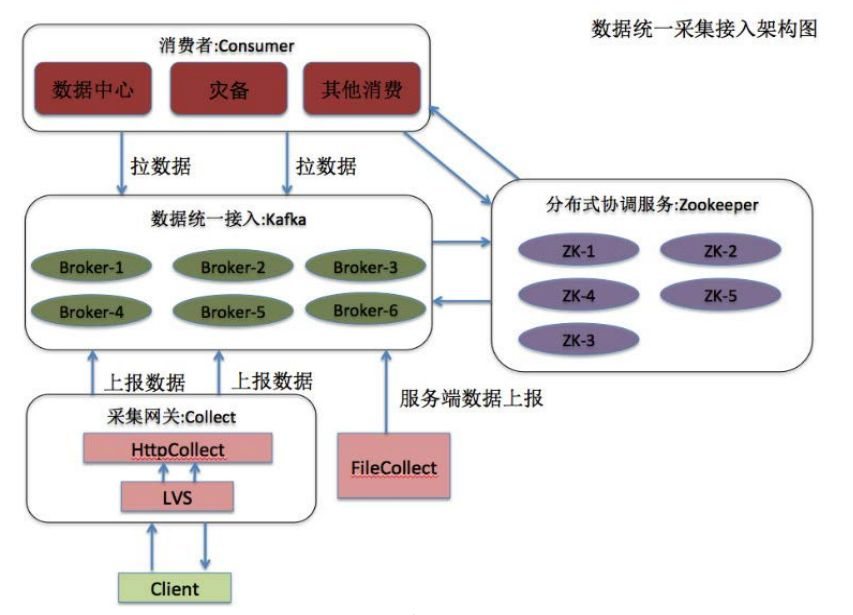 数据统一采集接入架构图
消费者:Consumer
数据中心
灾备
其他消费
拉数据
拉数据
数据统一接入:Kafka
Broker-1
Broker-2
Broker-3
Broker-4
Broker-5
Broker-6
分布式协调服务:Zookeeper
ZK-1
ZK-2
ZK-4
ZK-5
ZK-3
上报数据
上报数据
服务端数据上报
采集网关:Collect
HttpCollect
LVS
FileCollect
Client